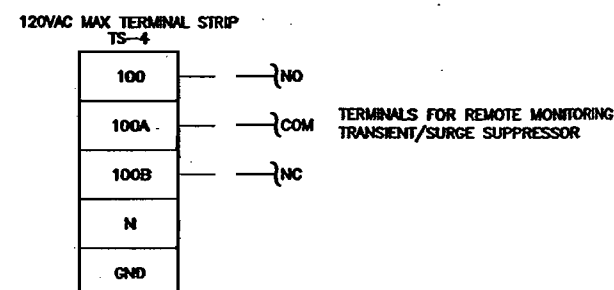 120VAC MAX TERMINAL STRIP
TS-4
100
NO
100A
COM
TERMINALS FOR REMOTE MONITORING
TRANSIENT/SURGE SUPPRESSOR
100B
NC
N
GND